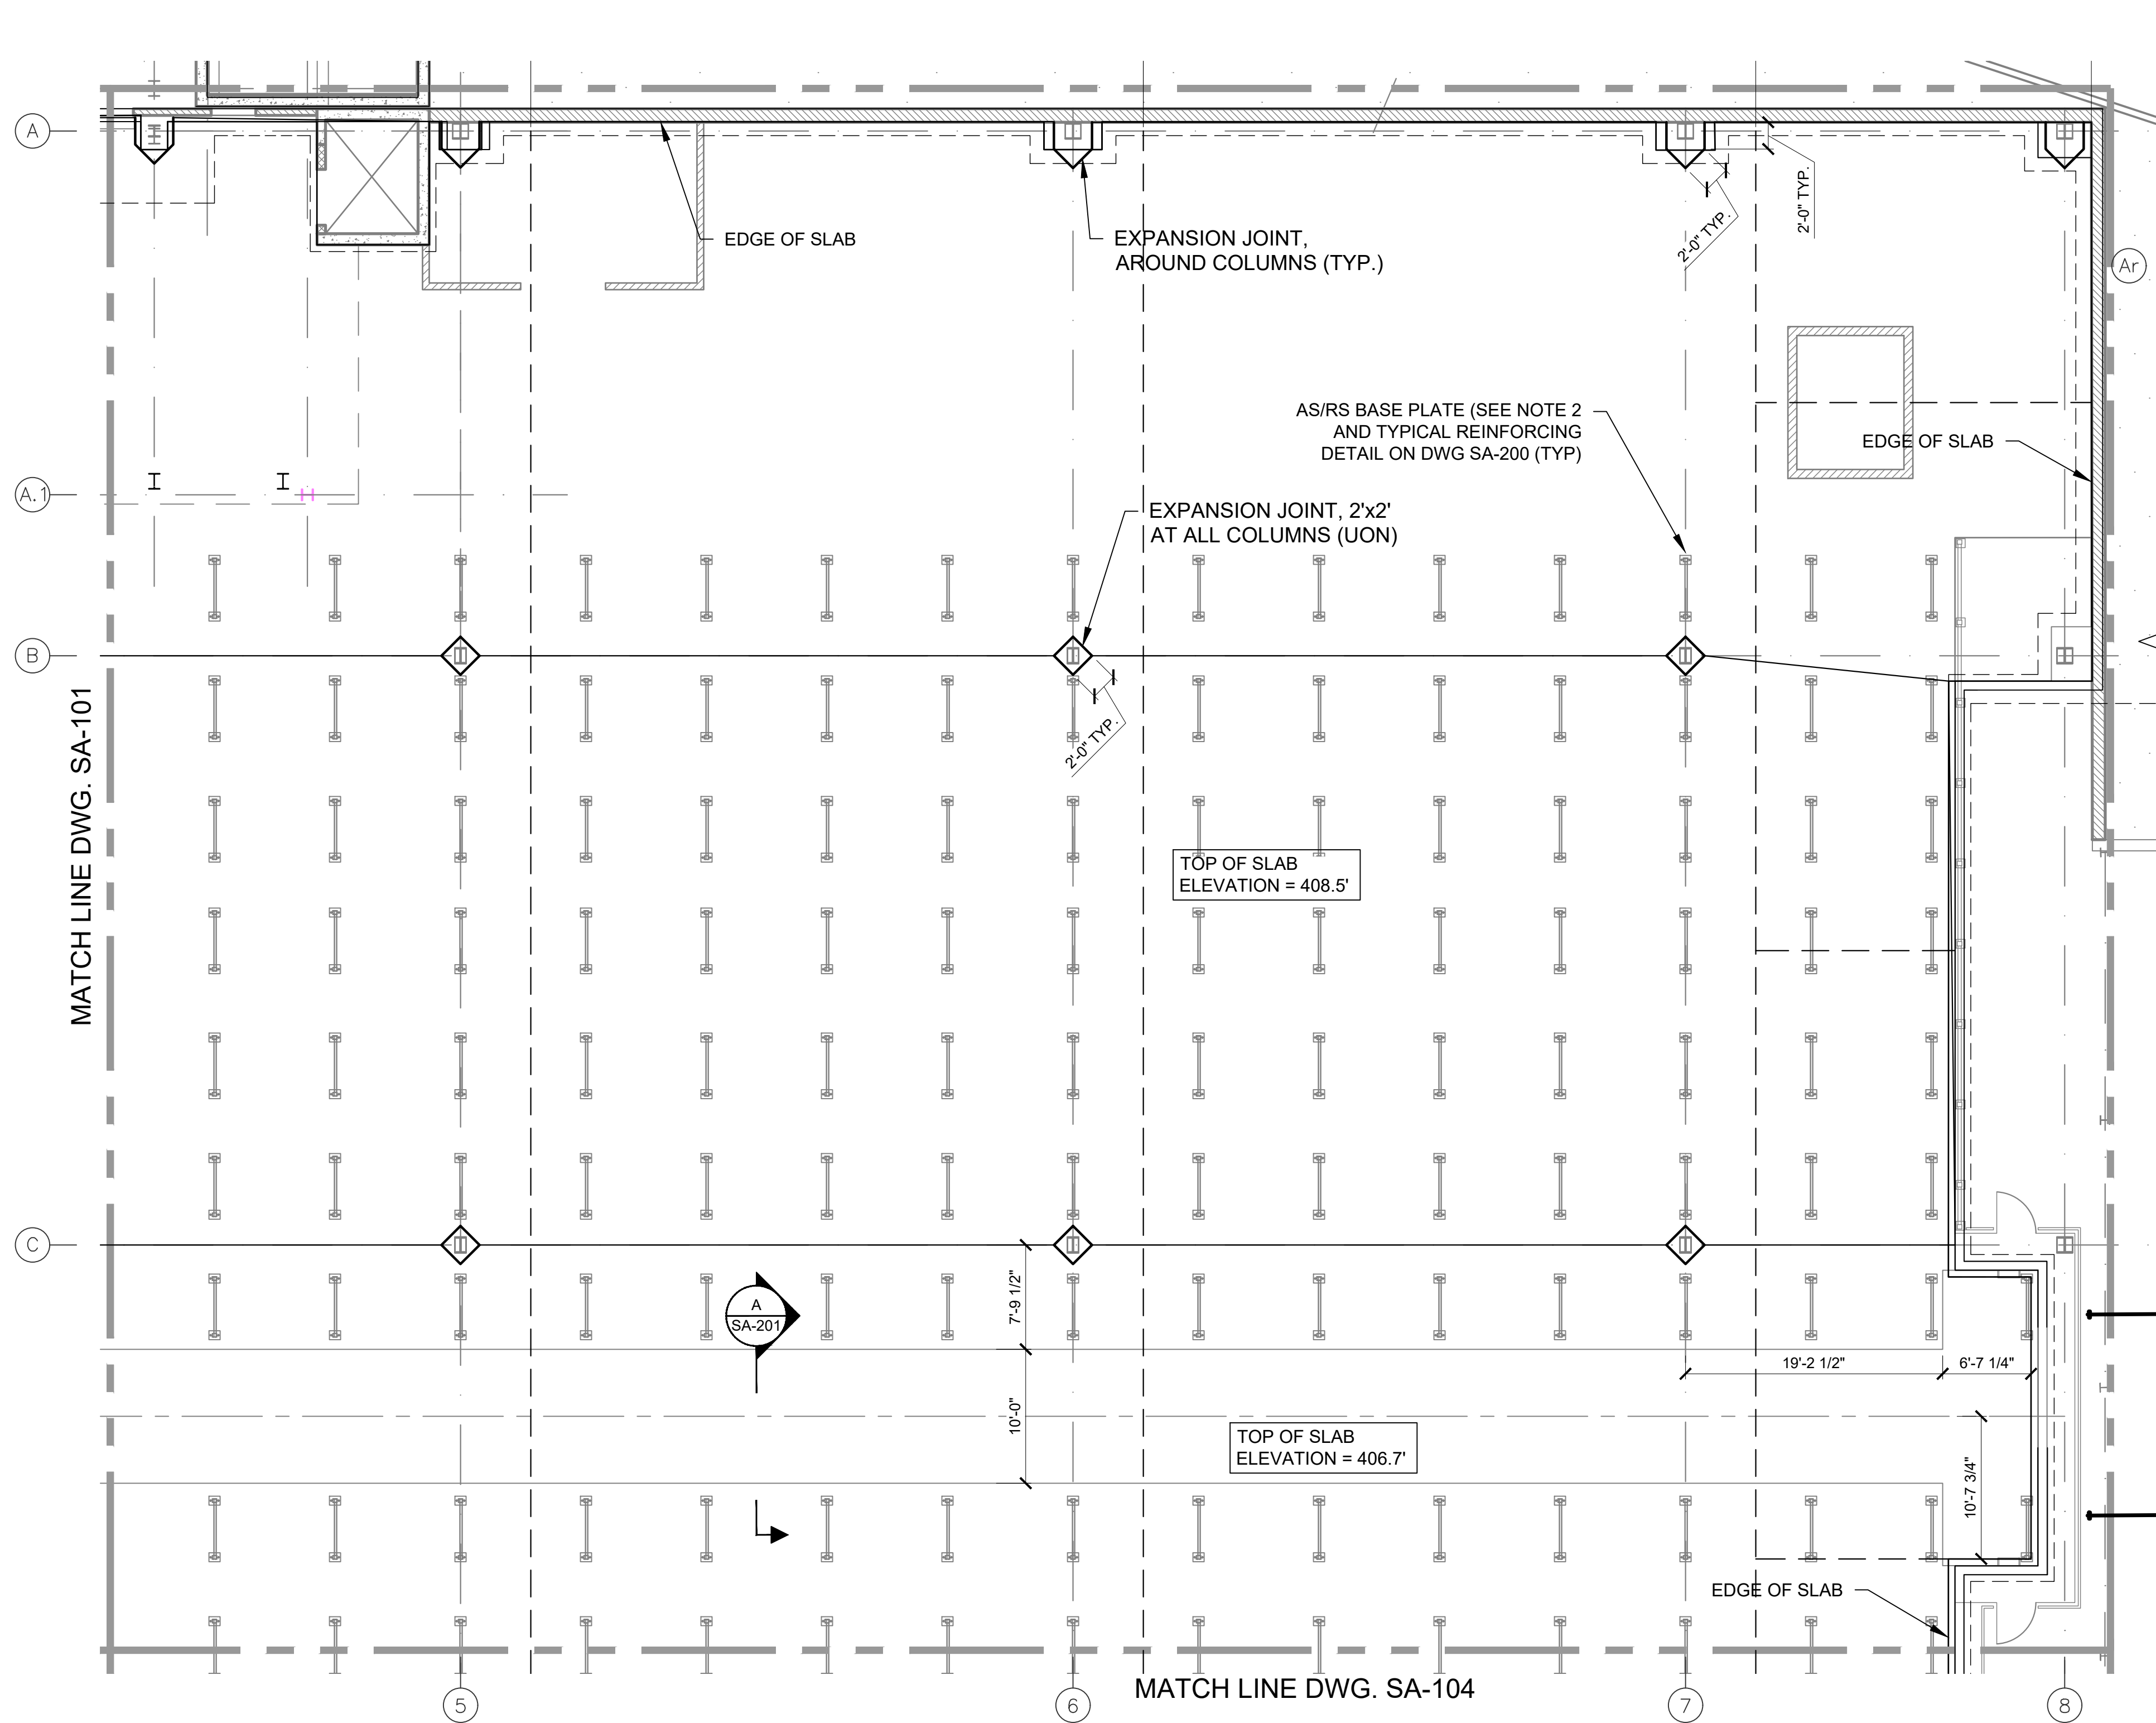 A
EDGE OF SLAB
EXPANSION JOINT,
AROUND COLUMNS (TYP.)
2'-0" TYP.
2'-0" TYP.
Ar
AS/RS BASE PLATE (SEE NOTE 2
AND TYPICAL REINFORCING
DETAIL ON DWG SA-200 (TYP)
EDGE OF SLAB
A.1
EXPANSION JOINT, 2'x2'
AT ALL COLUMNS (UON)
B
2'-0" TYP.
MATCH LINE DWG. SA-101
TOP OF SLAB
ELEVATION = 408.5'
C
7'-9 1/2"
A
SA-201
19'-2 1/2"
6'-7 1/4"
10'-0"
TOP OF SLAB
ELEVATION = 406.7'
10'-7 3/4"
EDGE OF SLAB
MATCH LINE DWG. SA-104
5
6
7
8